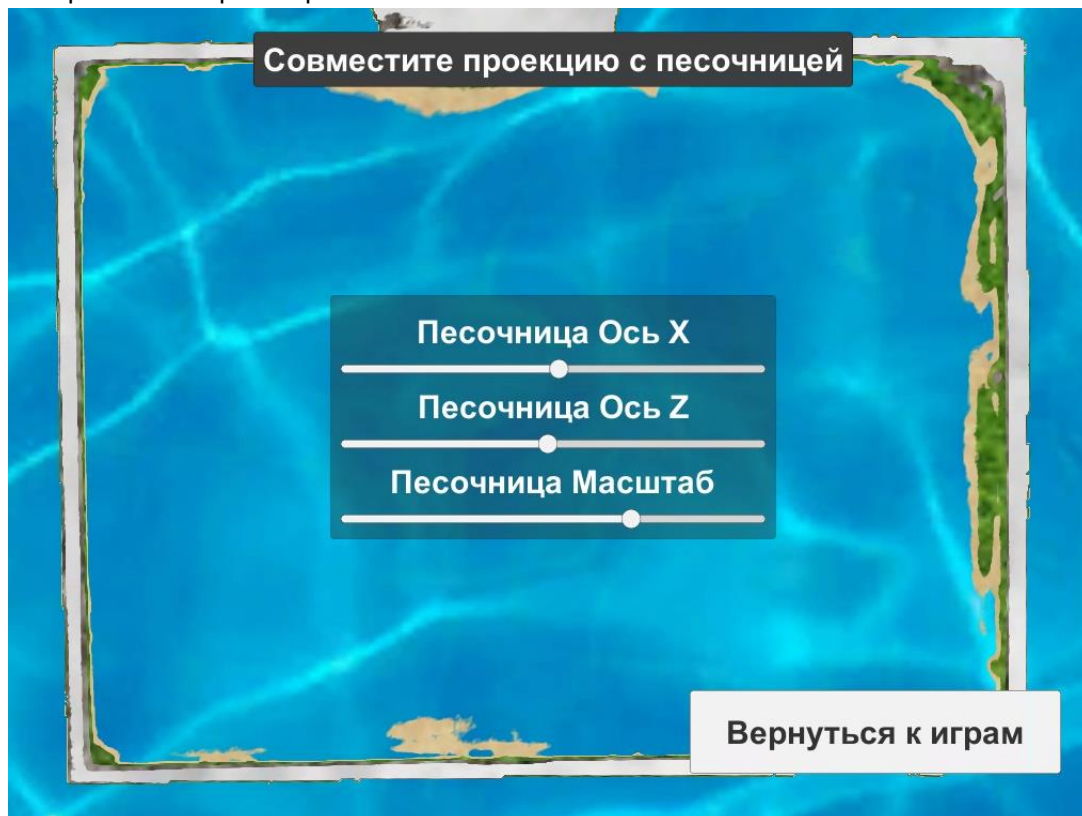 Совместите проекцию с песочницей
Песочница Ось X
Песочница Ось Z
Песочница Масштаб
Вернуться к играм